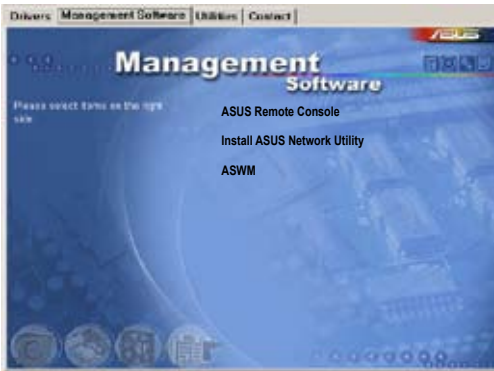 Drivers Management Software Utilities Contact
ASUS
Management
Software
Please select items on the right
side
ASUS Remote Console
Install ASUS Network Utility
ASWM